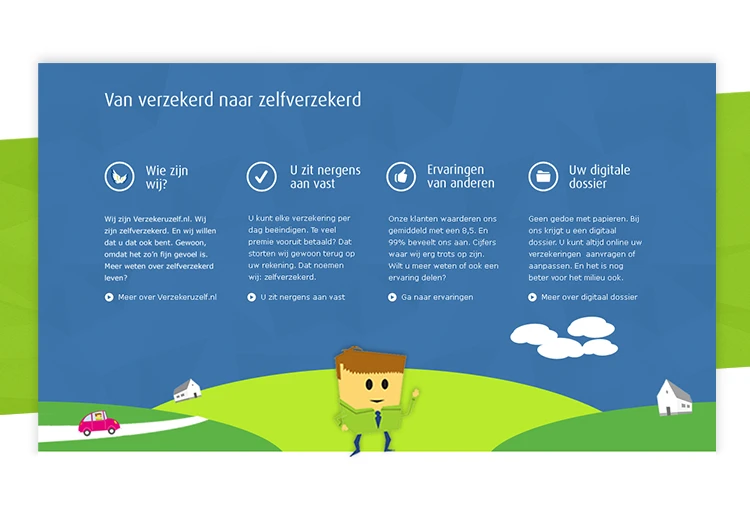 Van verzekerd naar zelfverzekerd
Wie zijn
wij?
Wij zijn Verzekeruzelf.nl. Wij
zijn zelfverzekerd. En wij willen
dat u dat ook bent. Gewoon,
omdat het zo'n fijn gevoel is.
Meer weten over zelfverzekerd
leven?
Meer over Verzekeruzelf.nl
U zit nergens
aan vast
U kunt elke verzekering per
dag beëindigen. Te veel
premie vooruit betaald? Dat
storten wij gewoon terug op
uw rekening. Dat noemen
wij: zelfverzekerd.
U zit nergens aan vast
Ervaringen
van anderen
Onze klanten waarderen ons
gemiddeld met een 8,5. En
99% beveelt ons aan. Cijfers
waar wij erg trots op zijn.
Wilt u meer weten of ook een
ervaring delen?
Ga naar ervaringen
Uw digitale
dossier
Geen gedoe met papieren. Bij
ons krijgt u een digitaal
dossier. U kunt altijd online uw
verzekeringen aanvragen of
aanpassen. En het is nog
beter voor het milieu ook.
Meer over digitaal dossier